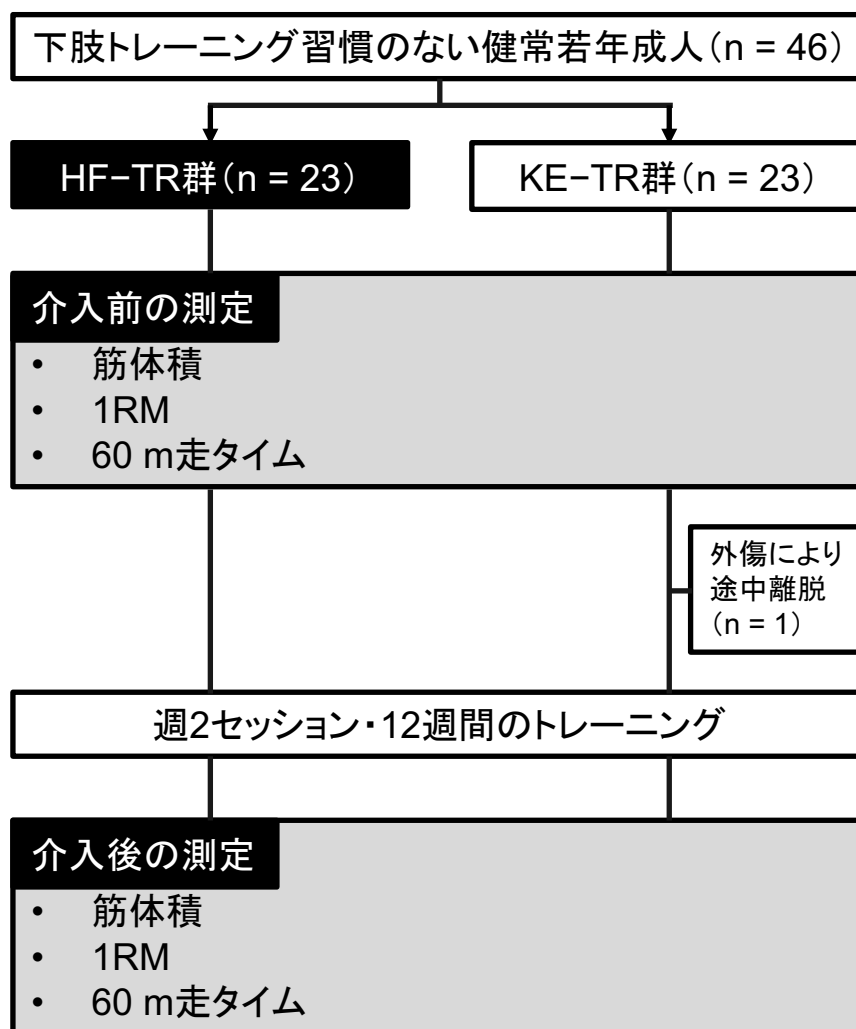 下肢トレーニング習慣のない健常若年成人（n = 46）
HF−TR群（n = 23）
KE−TR群（n = 23）
介入前の測定
• 筋体積
• 1RM
• 60 m走タイム
外傷により
途中離脱
（n = 1）
週2セッション・12週間のトレーニング
介入後の測定
• 筋体積
• 1RM
• 60 m走タイム